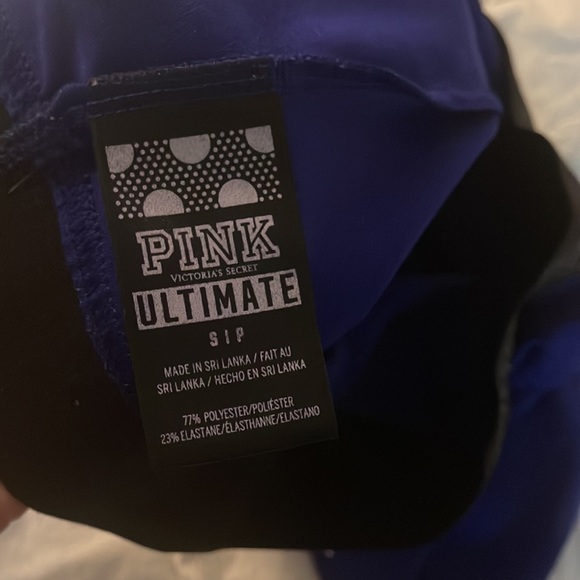 PINK
VICTORIA'S SECRET
ULTIMATE
S I P
MADE IN SRI LANKA / FAIT AU
SRI LANKA / HECHO EN SRI LANKA
77% POLYESTER/POLIÉSTER
23% ELASTANE/ÉLASTHANNE/ELASTANO